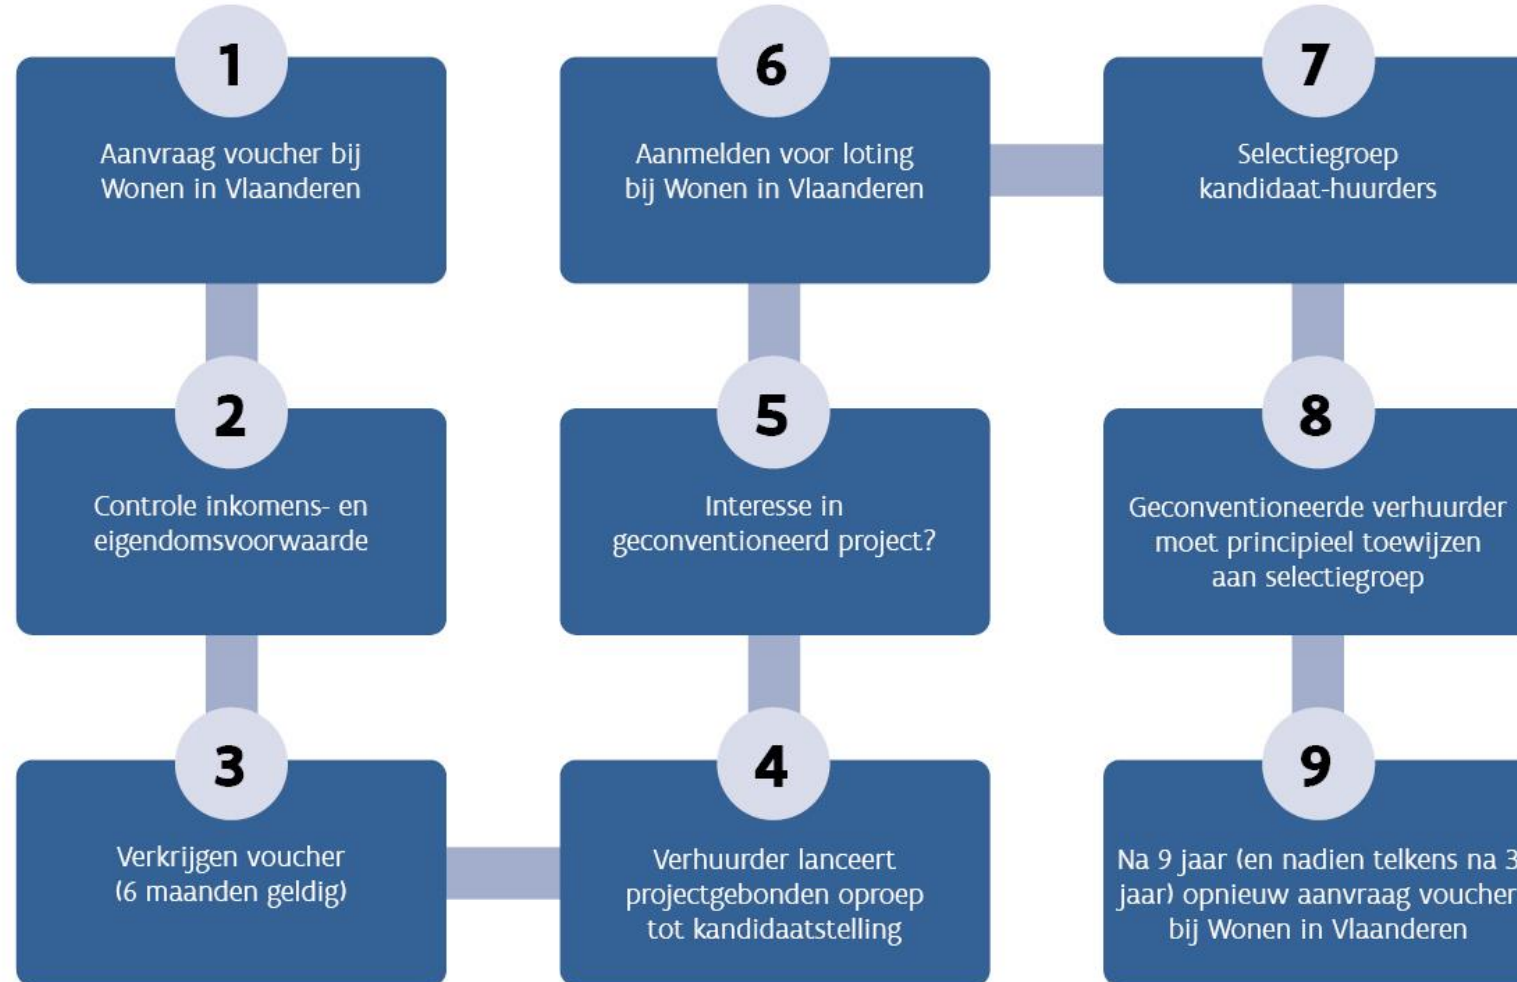 1
Aanvraag voucher bij
Wonen in Vlaanderen
2
Controle inkomens- en
eigendomsvoorwaarde
3
Verkrijgen voucher
(6 maanden geldig)
4
Verhuurder lanceert
projectgebonden oproep
tot kandidaatstelling
5
Interesse in
geconventioneerd project?
6
Aanmelden voor loting
bij Wonen in Vlaanderen
7
Selectiegroep
kandidaat-huurders
8
Geconventioneerde verhuurder
moet principieel toewijzen
aan selectiegroep
9
Na 9 jaar (en nadien telkens na 3
jaar) opnieuw aanvraag voucher
bij Wonen in Vlaanderen